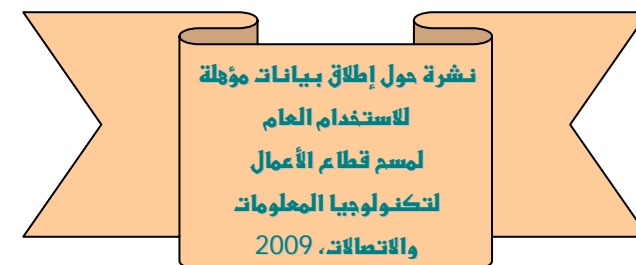 نشرة حول إطلاق بيانات مؤهلة
للاستخدام العام
لمسح قطاع الأعمال
لتكنولوجيا المعلومات
والاتصالات، 2009